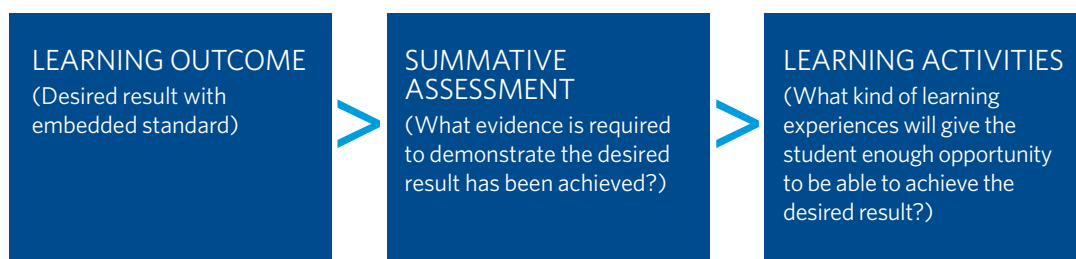 LEARNING OUTCOME
(Desired result with
embedded standard)
>
SUMMATIVE
ASSESSMENT
(What evidence is required
to demonstrate the desired
result has been achieved?)
>
LEARNING ACTIVITIES
(What kind of learning
experiences will give the
student enough opportunity
to be able to achieve the
desired result?)